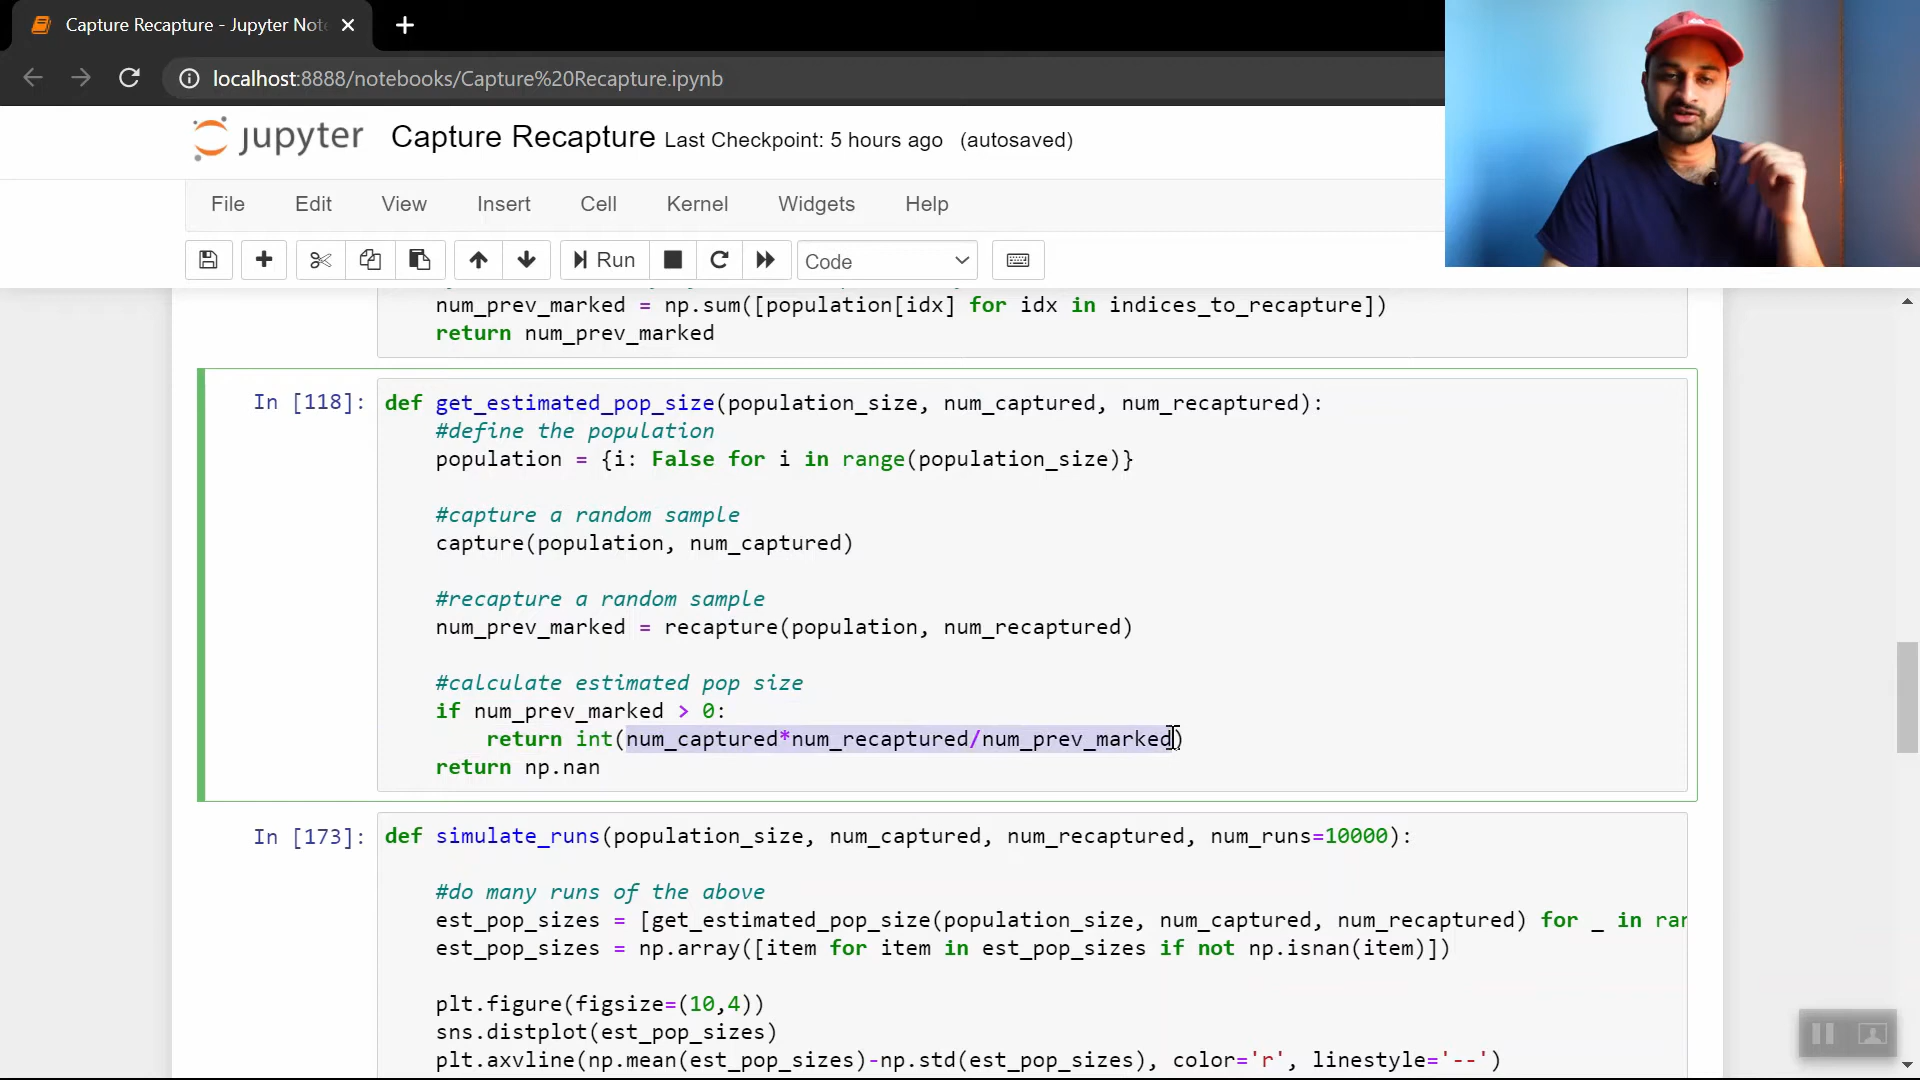 Capture Recapture - Jupyter Not
localhost:8888/notebooks/Capture%20Recapture.ipynb
jupyter Capture Recapture Last Checkpoint: 5 hours ago (autosaved)
File Edit View Insert Cell Kernel Widgets Help
Run Code
num_prev_marked = np.sum([population[idx] for idx in indices_to_recapture])
return num_prev_marked
In [118]: def get_estimated_pop_size(population_size, num_captured, num_recaptured):
#define the population
population = {i: False for i in range(population_size)}
#capture a random sample
capture(population, num_captured)
#recapture a random sample
num_prev_marked = recapture(population, num_recaptured)
#calculate estimated pop size
if num_prev_marked > 0:
return int(num_captured*num_recaptured/num_prev_marked)
return np.nan
In [173]: def simulate_runs(population_size, num_captured, num_recaptured, num_runs=10000):
#do many runs of the above
est_pop_sizes = [get_estimated_pop_size(population_size, num_captured, num_recaptured) for _ in ran
est_pop_sizes = np.array([item for item in est_pop_sizes if not np.isnan(item)])
plt.figure(figsize=(10,4))
sns.distplot(est_pop_sizes)
plt.axvline(np.mean(est_pop_sizes)-np.std(est_pop_sizes), color='r', linestyle='--')